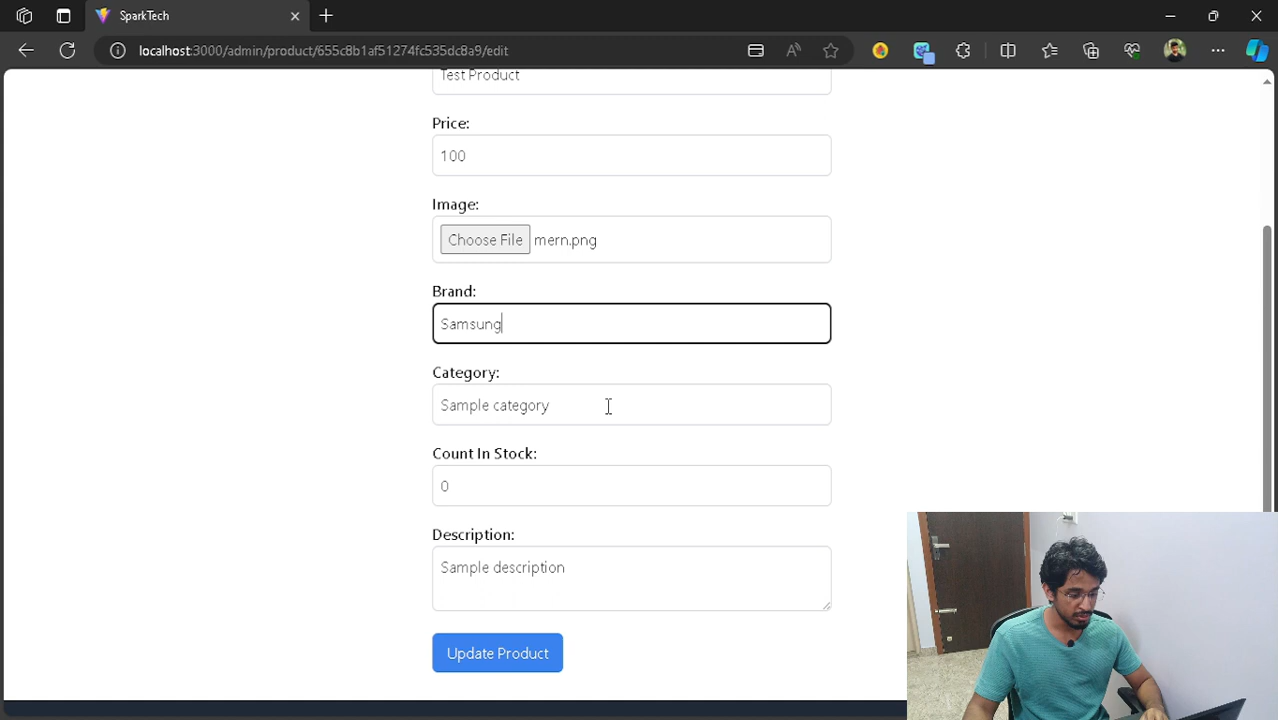 SparkTech
localhost:3000/admin/product/655c8b1af51274fc535dc8a9/edit
Test Product
Price:
100
Image:
Choose File mern.png
Brand:
Samsung
Category:
Sample category
Count In Stock:
0
Description:
Sample description
Update Product